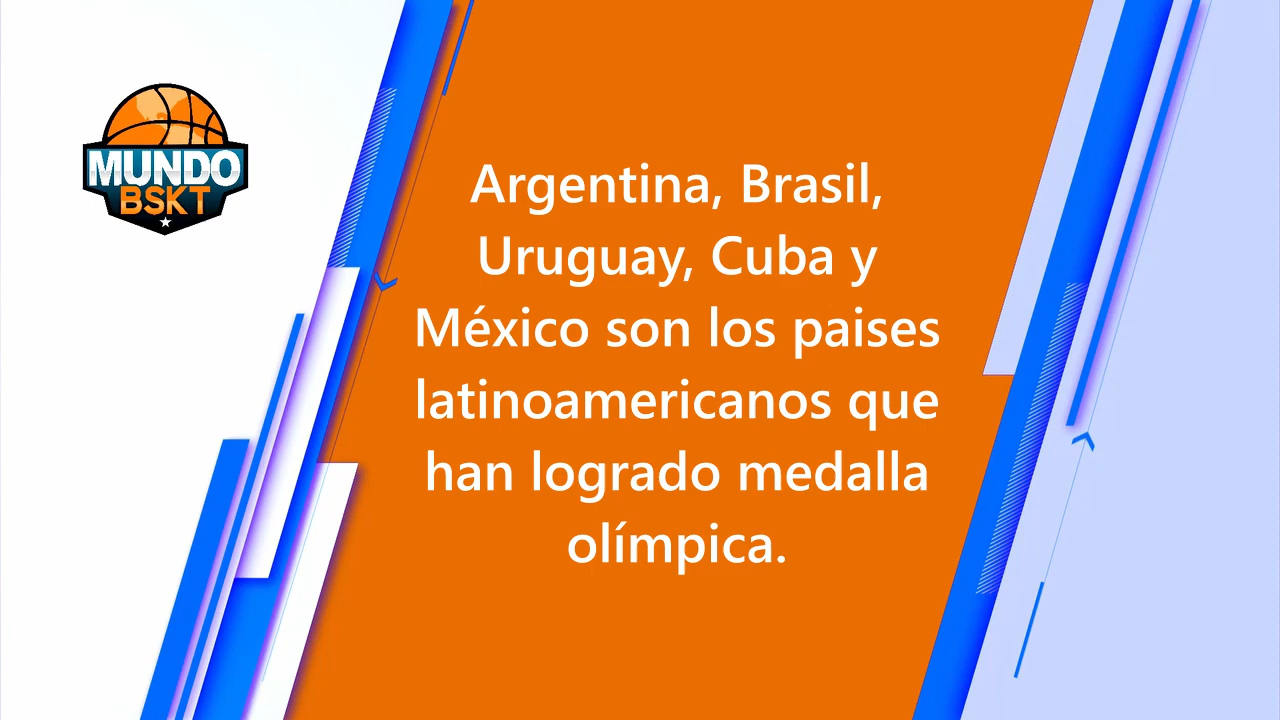 MUNDO
BSKT
Argentina, Brasil,
Uruguay, Cuba y
México son los paises
latinoamericanos que
han logrado medalla
olímpica.